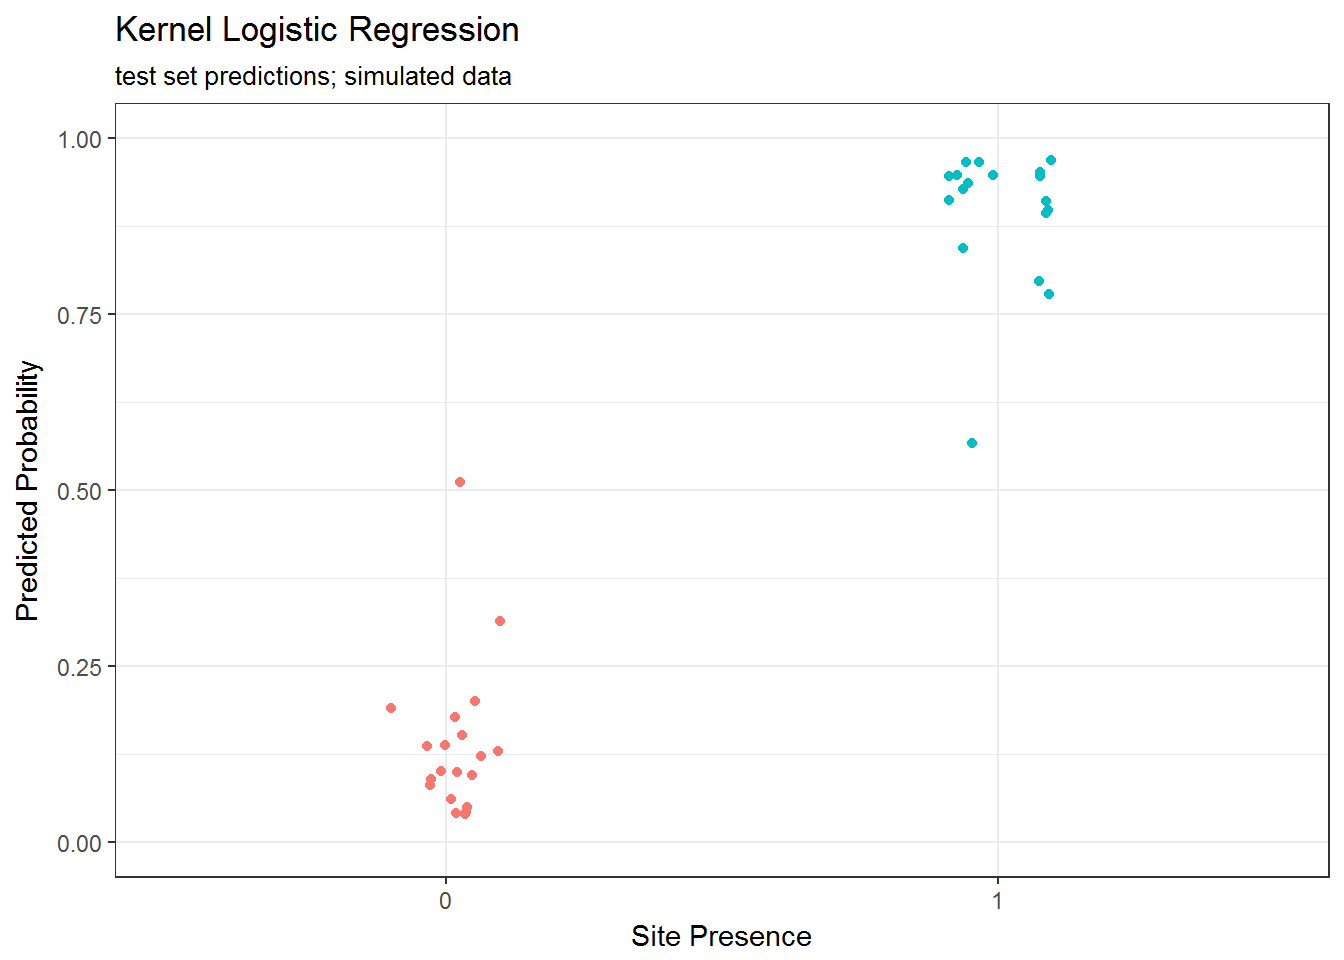 Kernel Logistic Regression
test set predictions; simulated data
1.00
0.75
0.50
0.25
0.00
Predicted Probability
0 1
Site Presence